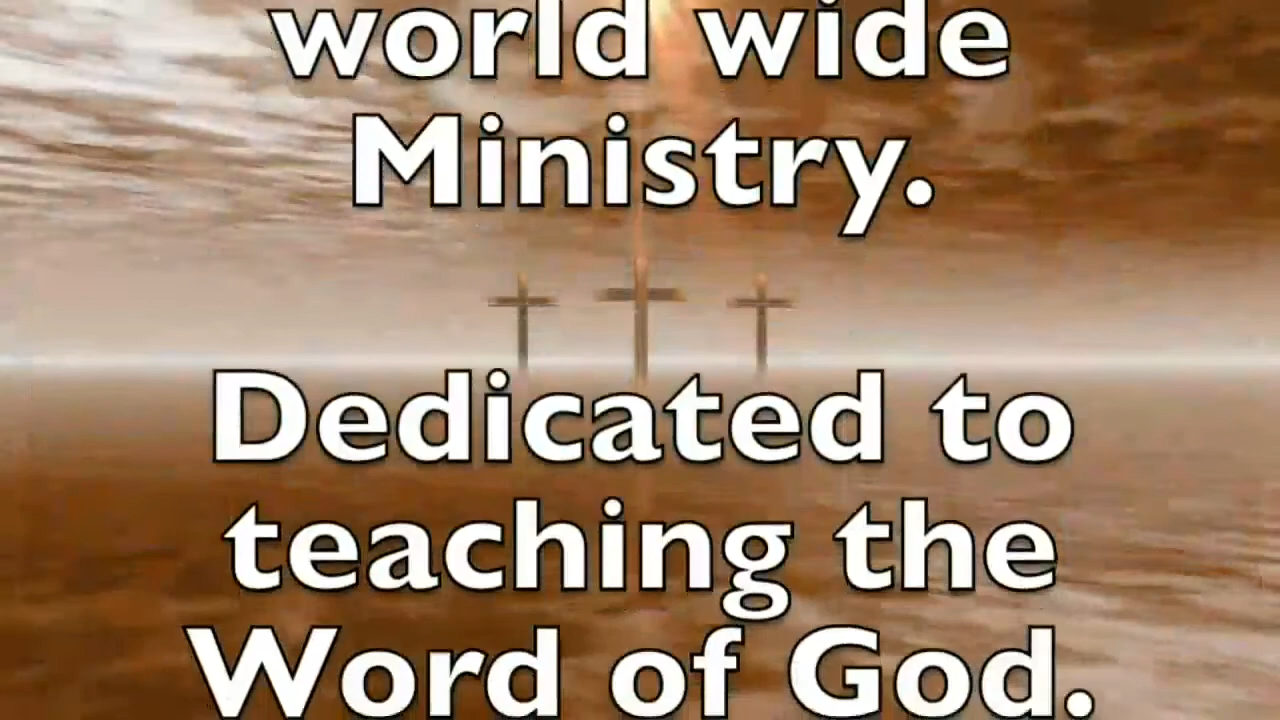 world wide
Ministry.
Dedicated to
teaching the
Word of God.